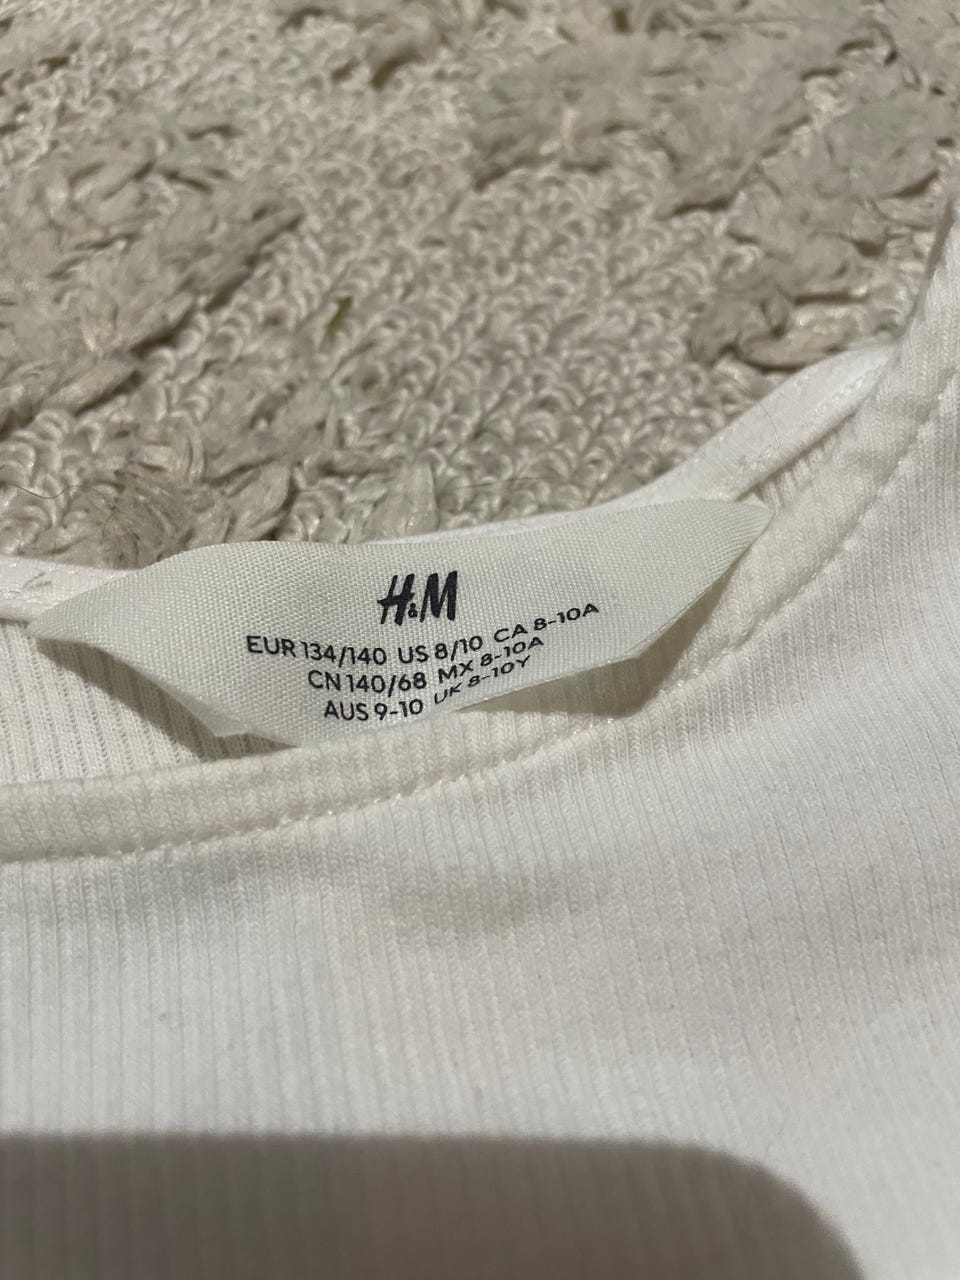 H&M
EUR 134/140 US 8/10 CA 8-10A
CN 140/68 MX 8-10A
AUS 9-10 UK 8-10Y